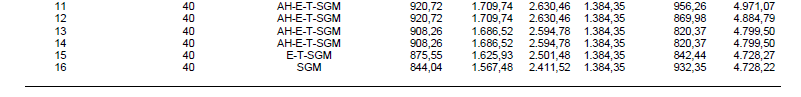 11 40 AH-E-T-SGM 920,72 1.709,74 2.630,46 1.384,35 956,26 4.971,07
12 40 AH-E-T-SGM 920,72 1.709,74 2.630,46 1.384,35 869,98 4.884,79
13 40 AH-E-T-SGM 908,26 1.686,52 2.594,78 1.384,35 820,37 4.799,50
14 40 AH-E-T-SGM 908,26 1.686,52 2.594,78 1.384,35 820,37 4.799,50
15 40 E-T-SGM 875,55 1.625,93 2.501,48 1.384,35 842,44 4.728,27
16 40 SGM 844,04 1.567,48 2.411,52 1.384,35 932,35 4.728,22